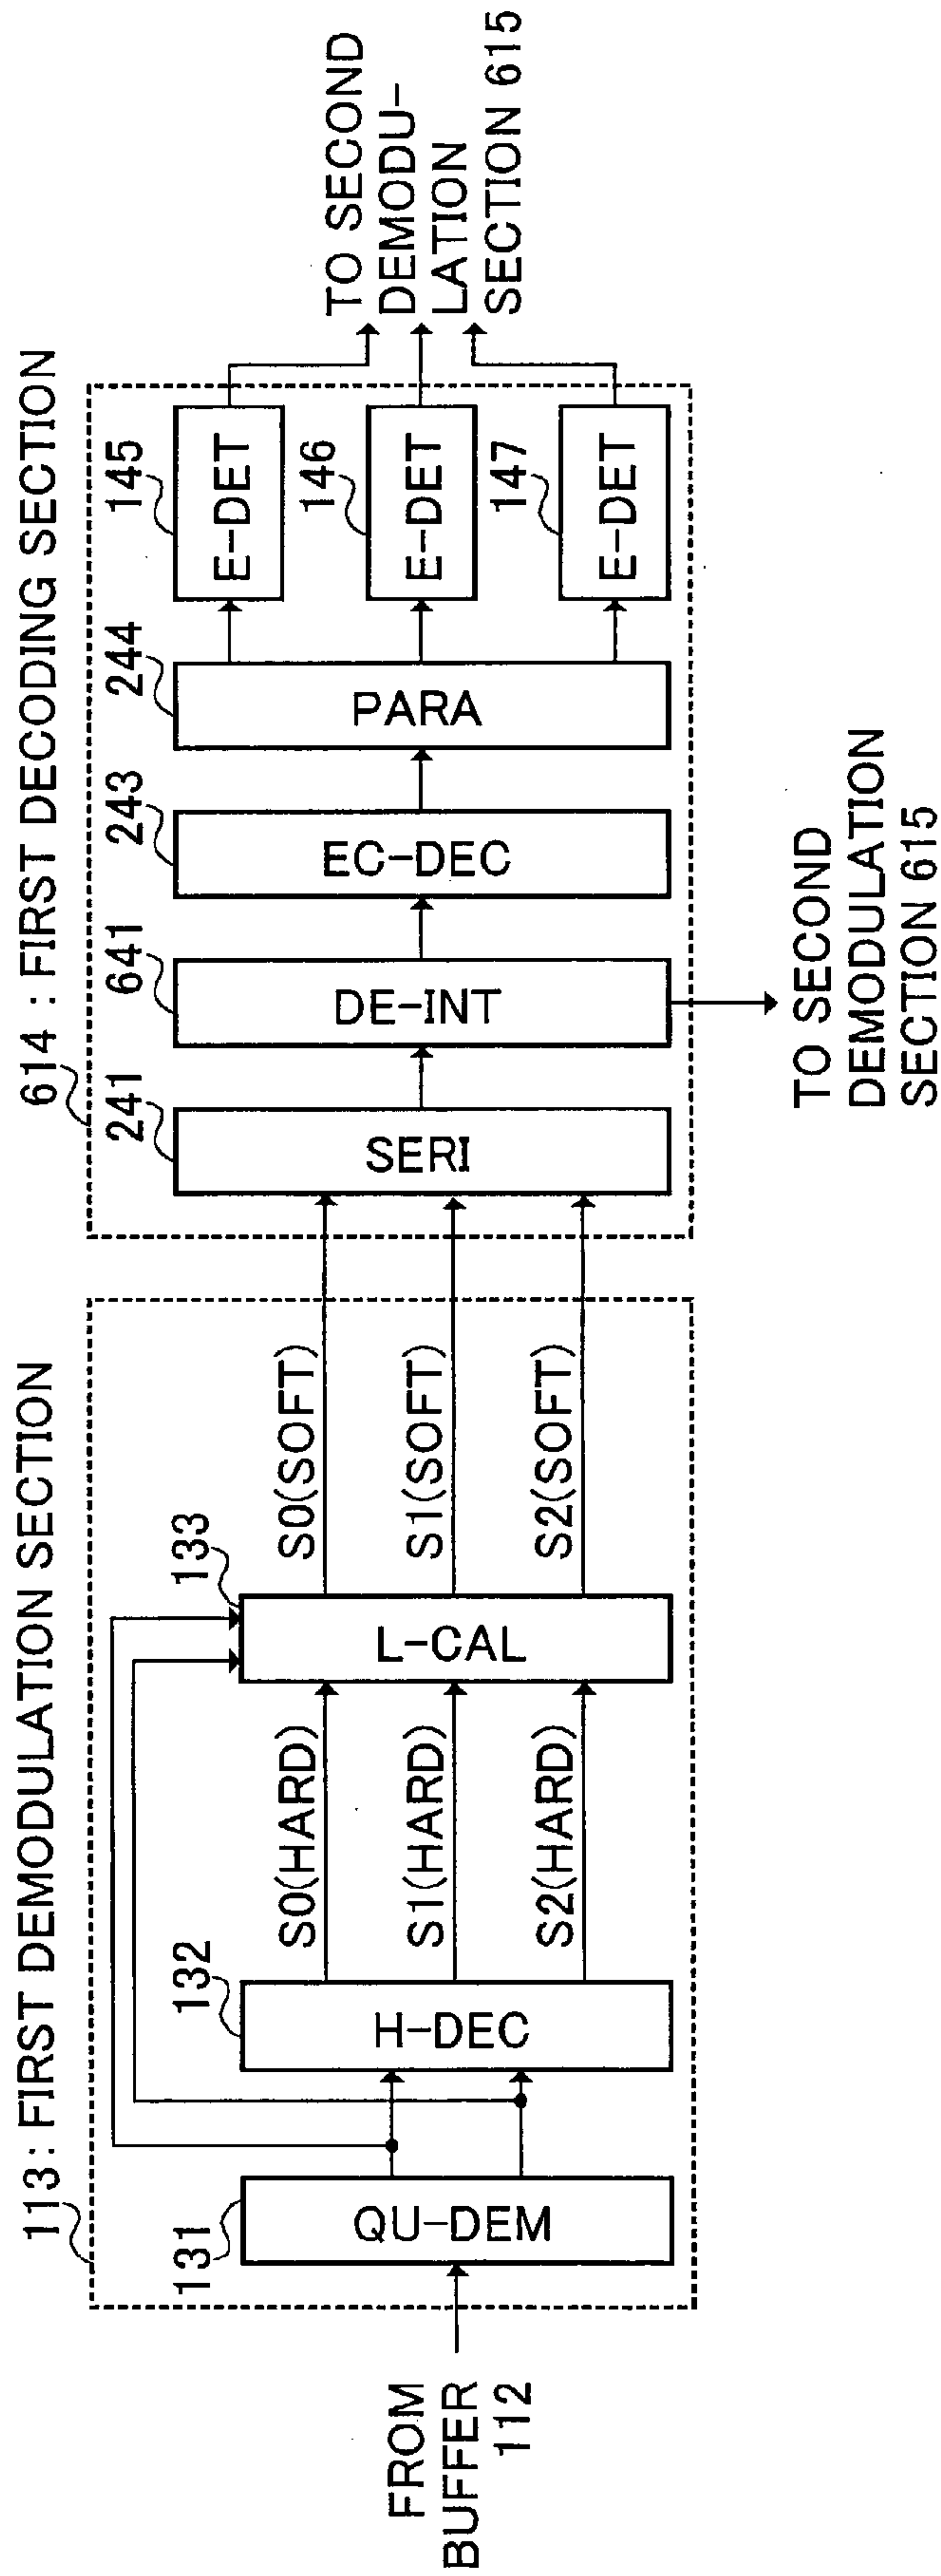 113 : FIRST DEMODULATION SECTION
FROM
BUFFER
112
131
QU-DEM
132
H-DEC
S0(HARD)
S1(HARD)
S2(HARD)
133
L-CAL
S0(SOFT)
S1(SOFT)
S2(SOFT)
614 : FIRST DECODING SECTION
241
SERI
641
DE-INT
243
EC-DEC
244
PARA
145
E-DET
146
E-DET
147
E-DET
TO SECOND
DEMODU-
LATION
SECTION 615
TO SECOND
DEMODULATION
SECTION 615